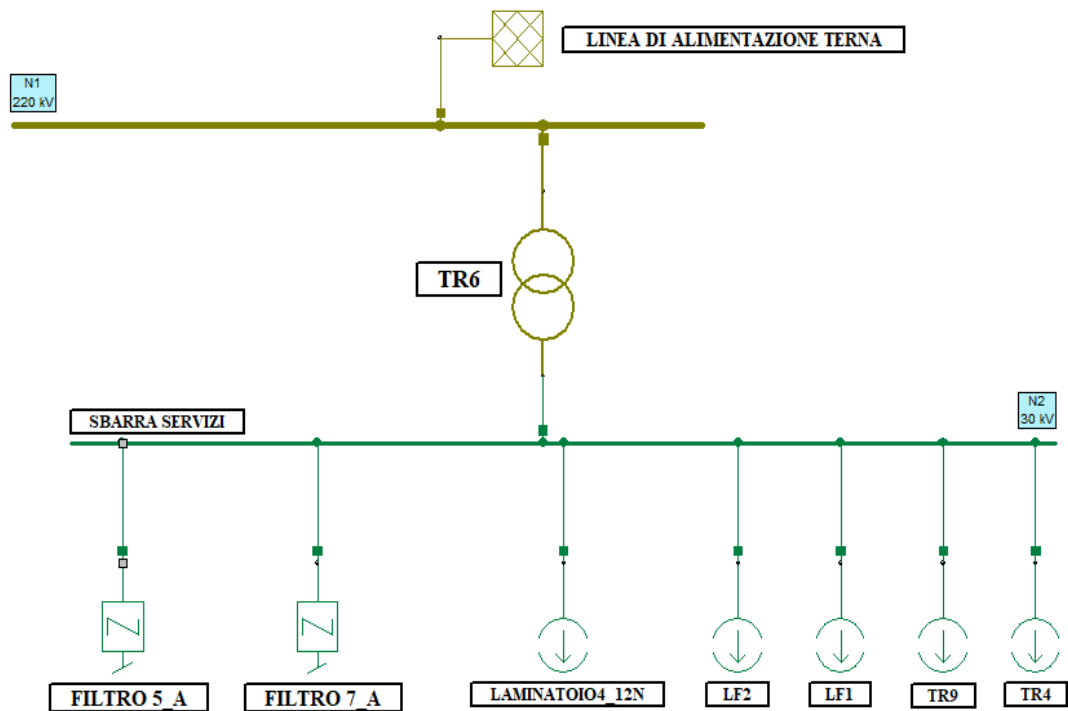 LINEA DI ALIMENTAZIONE TERNA
N1
220 kV
TR6
SBARRA SERVIZI
N2
30 kV
FILTRO 5_A
FILTRO 7_A
LAMINATOIO4_12N
LF2
LF1
TR9
TR4